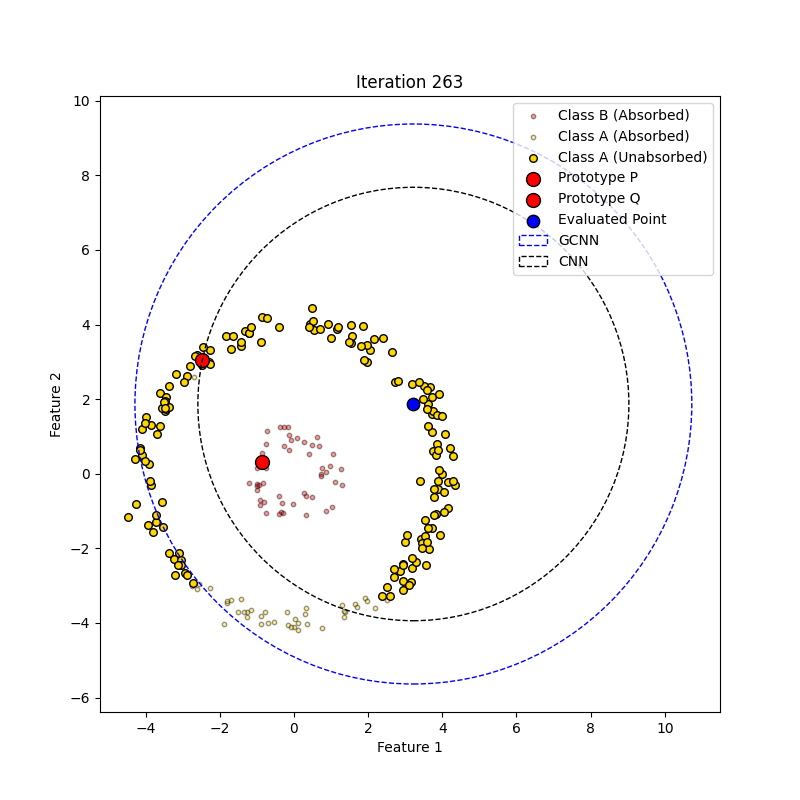 Iteration 263
Class B (Absorbed)
Class A (Absorbed)
Class A (Unabsorbed)
Prototype P
Prototype Q
Evaluated Point
GCNN
CNN
10
8
6
4
2
0
−2
−4
−6
Feature 2
−4 −2 0 2 4 6 8 10
Feature 1